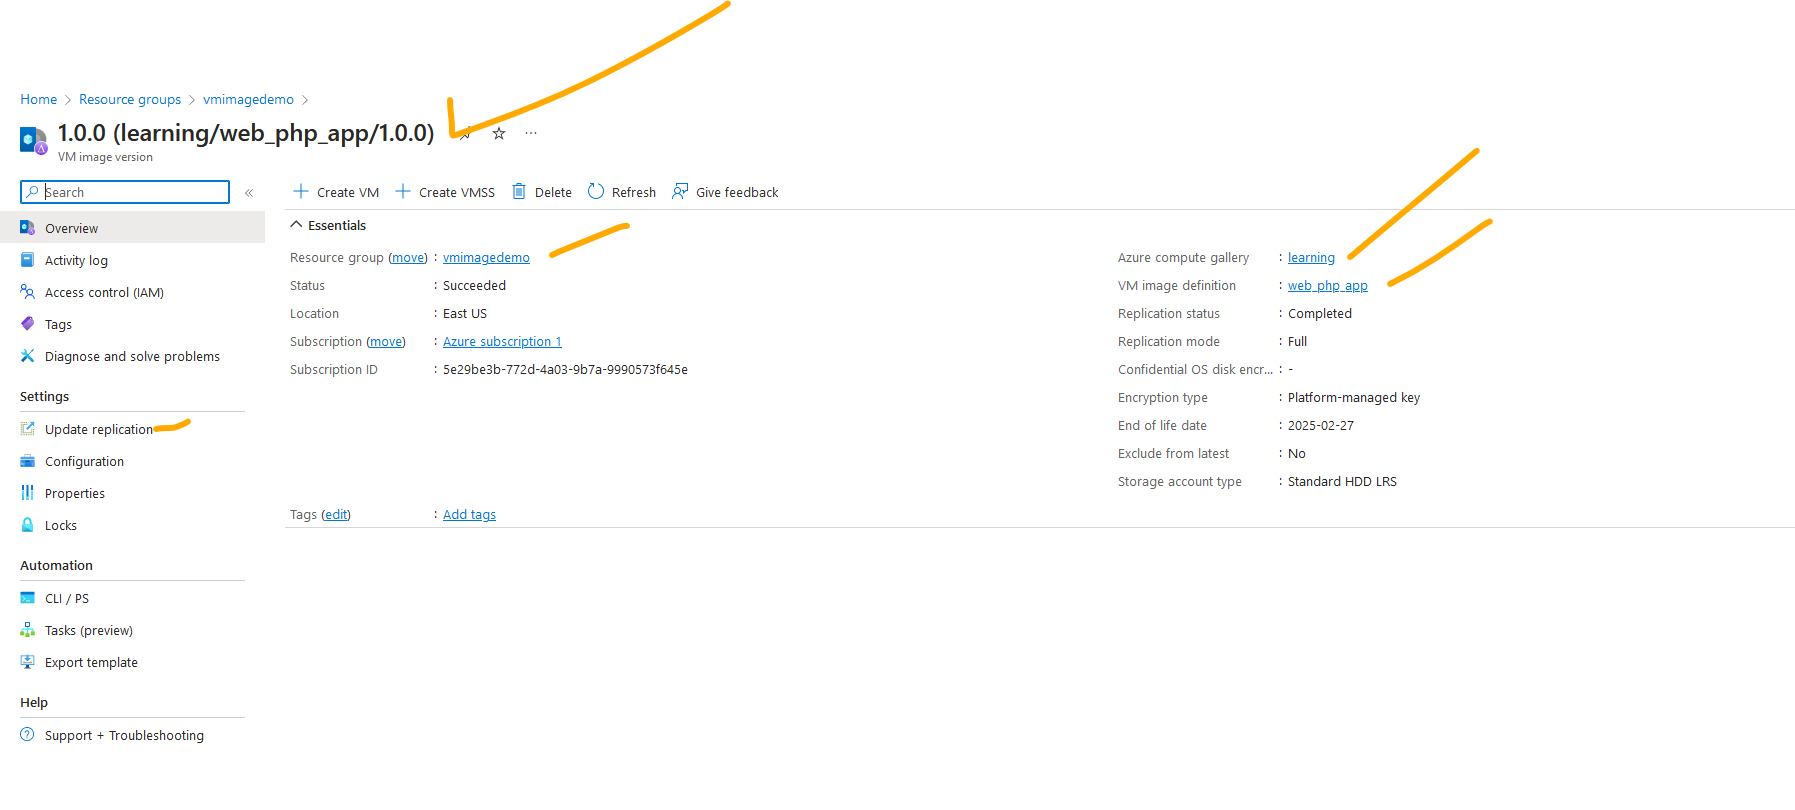 Home > Resource groups > vmimagedemo >
1.0.0 (learning/web_php_app/1.0.0)
VM image version
Search
Create VM
Create VMSS
Delete
Refresh
Give feedback
Overview
Activity log
Access control (IAM)
Tags
Diagnose and solve problems
Settings
Update replication
Configuration
Properties
Locks
Automation
CLI / PS
Tasks (preview)
Export template
Help
Support + Troubleshooting
Essentials
Resource group (move) : vmimagedemo
Status : Succeeded
Location : East US
Subscription (move) : Azure subscription 1
Subscription ID : 5e29be3b-772d-4a03-9b7a-9990573f645e
Azure compute gallery : learning
VM image definition : web_php_app
Replication status : Completed
Replication mode : Full
Confidential OS disk encr... : -
Encryption type : Platform-managed key
End of life date : 2025-02-27
Exclude from latest : No
Storage account type : Standard HDD LRS
Tags (edit) : Add tags